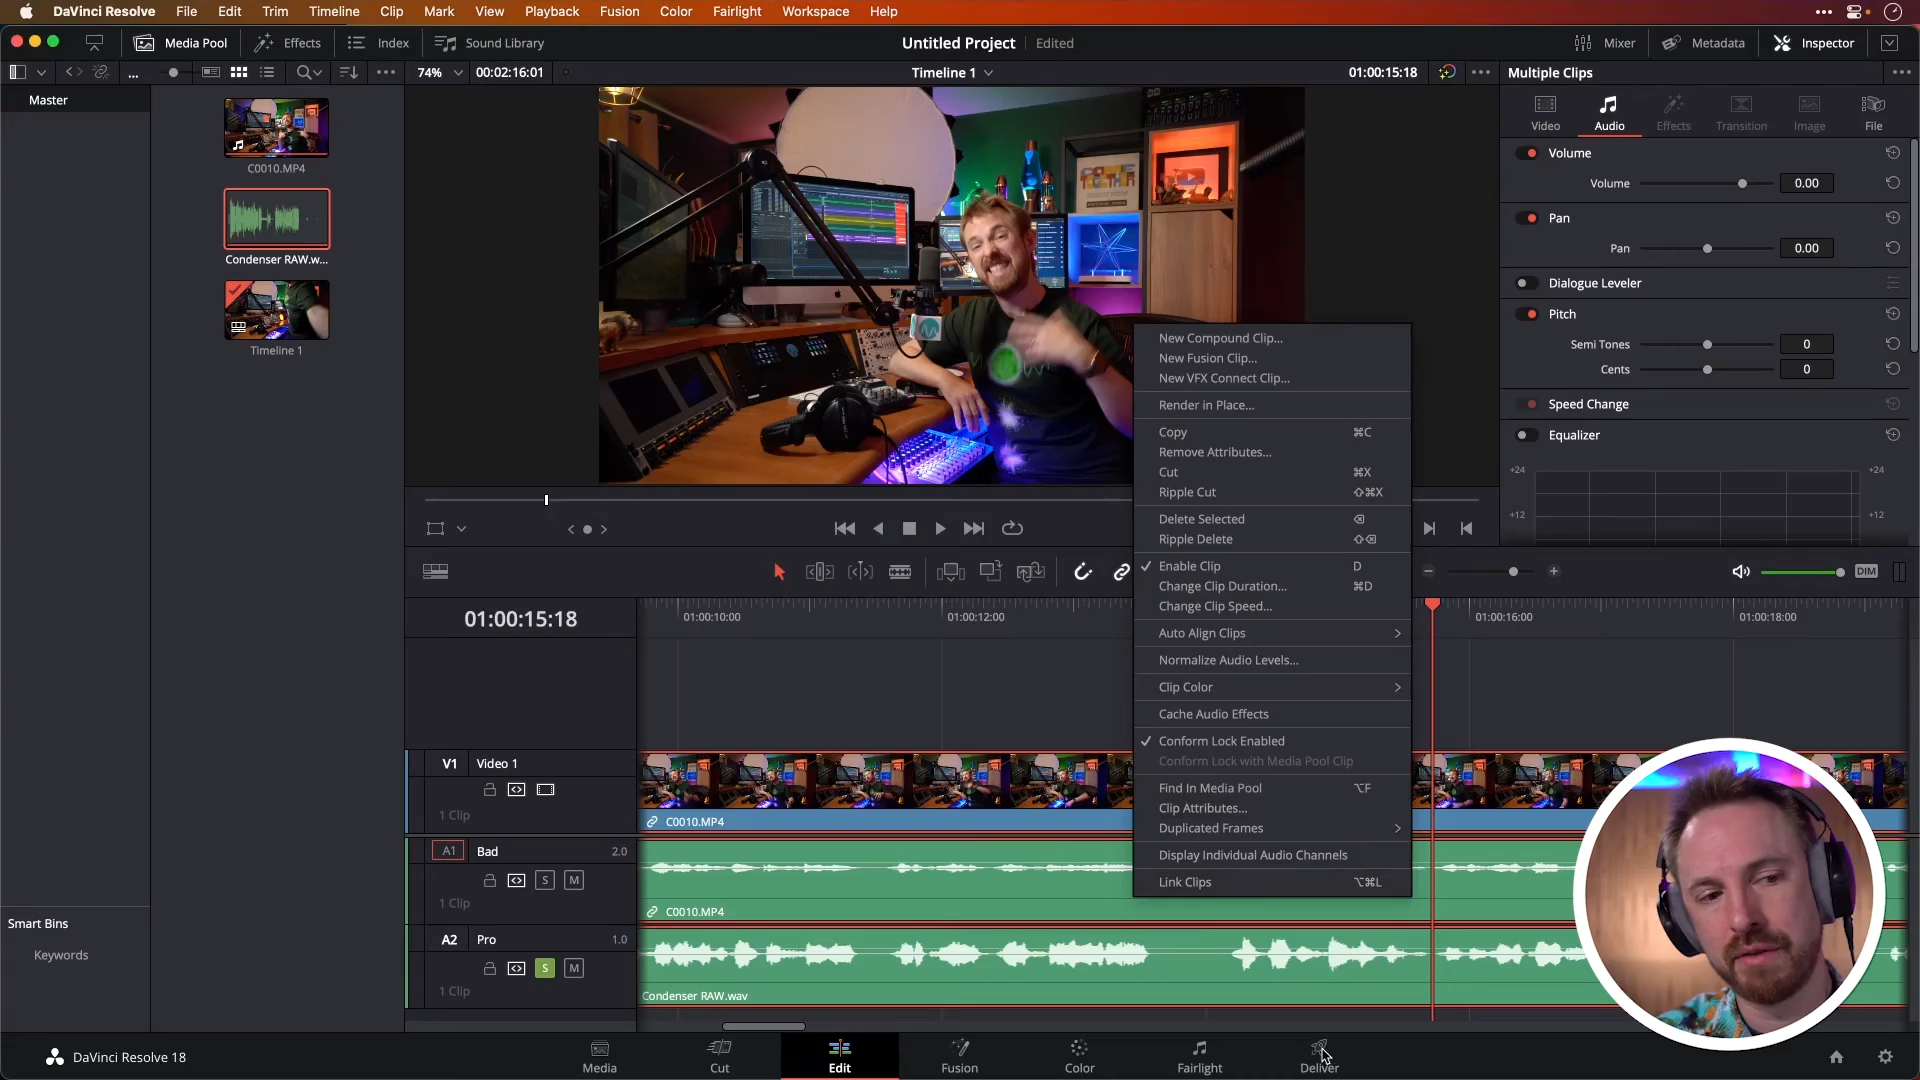 DaVinci Resolve File Edit Trim Timeline Clip Mark View Playback Fusion Color Fairlight Workspace Help
Media Pool Effects Index Sound Library Untitled Project Edited Mixer Metadata Inspector
74% 00:02:16:01 Timeline 1 01:00:15:18 Multiple Clips
Master
C0010.MP4
Condenser RAW.w...
Timeline 1
Smart Bins
Keywords
Video Audio Effects Transition Image File
Volume
Volume 0.00
Pan
Pan 0.00
Dialogue Leveler
Pitch
Semi Tones 0
Cents 0
Speed Change
Equalizer
+24 +24
+12 +12
New Compound Clip...
New Fusion Clip...
New VFX Connect Clip...
Render in Place...
Copy ⌘C
Remove Attributes...
Cut ⌘X
Ripple Cut ⇧⌘X
Delete Selected ⌫
Ripple Delete ⇧⌫
Enable Clip D
Change Clip Duration... ⌘D
Change Clip Speed...
Auto Align Clips
Normalize Audio Levels...
Clip Color
Cache Audio Effects
Conform Lock Enabled
Conform Lock with Media Pool Clip
Find In Media Pool ⌥F
Clip Attributes...
Duplicated Frames
Display Individual Audio Channels
Link Clips ⌥⌘L
DIM
01:00:15:18
01:00:10:00 01:00:12:00 01:00:16:00 01:00:18:00
V1 Video 1
1 Clip
C0010.MP4
A1 Bad 2.0
S M
1 Clip
C0010.MP4
A2 Pro 1.0
S M
1 Clip
Condenser RAW.wav
DaVinci Resolve 18
Media Cut Edit Fusion Color Fairlight Deliver